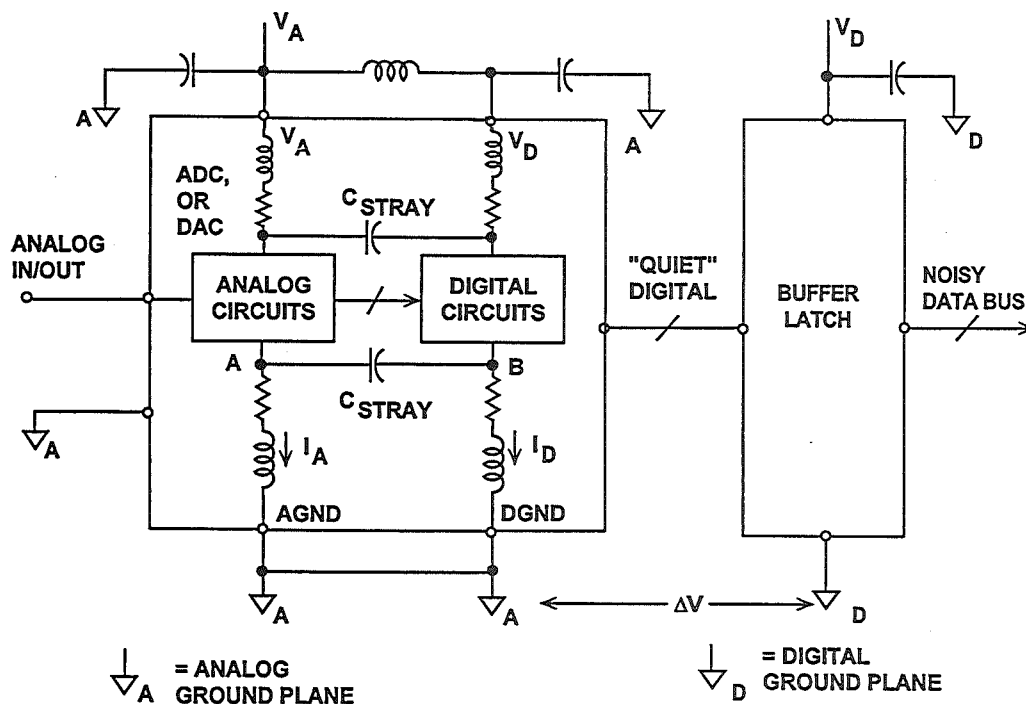 V_A
V_D
A
A
D
V_A
V_D
ADC,
OR
DAC
C_STRAY
ANALOG
IN/OUT
ANALOG
CIRCUITS
DIGITAL
CIRCUITS
"QUIET"
DIGITAL
BUFFER
LATCH
NOISY
DATA BUS
A
B
C_STRAY
A
I_A
I_D
AGND
DGND
A
A
ΔV
D
A
= ANALOG
GROUND PLANE
D
= DIGITAL
GROUND PLANE